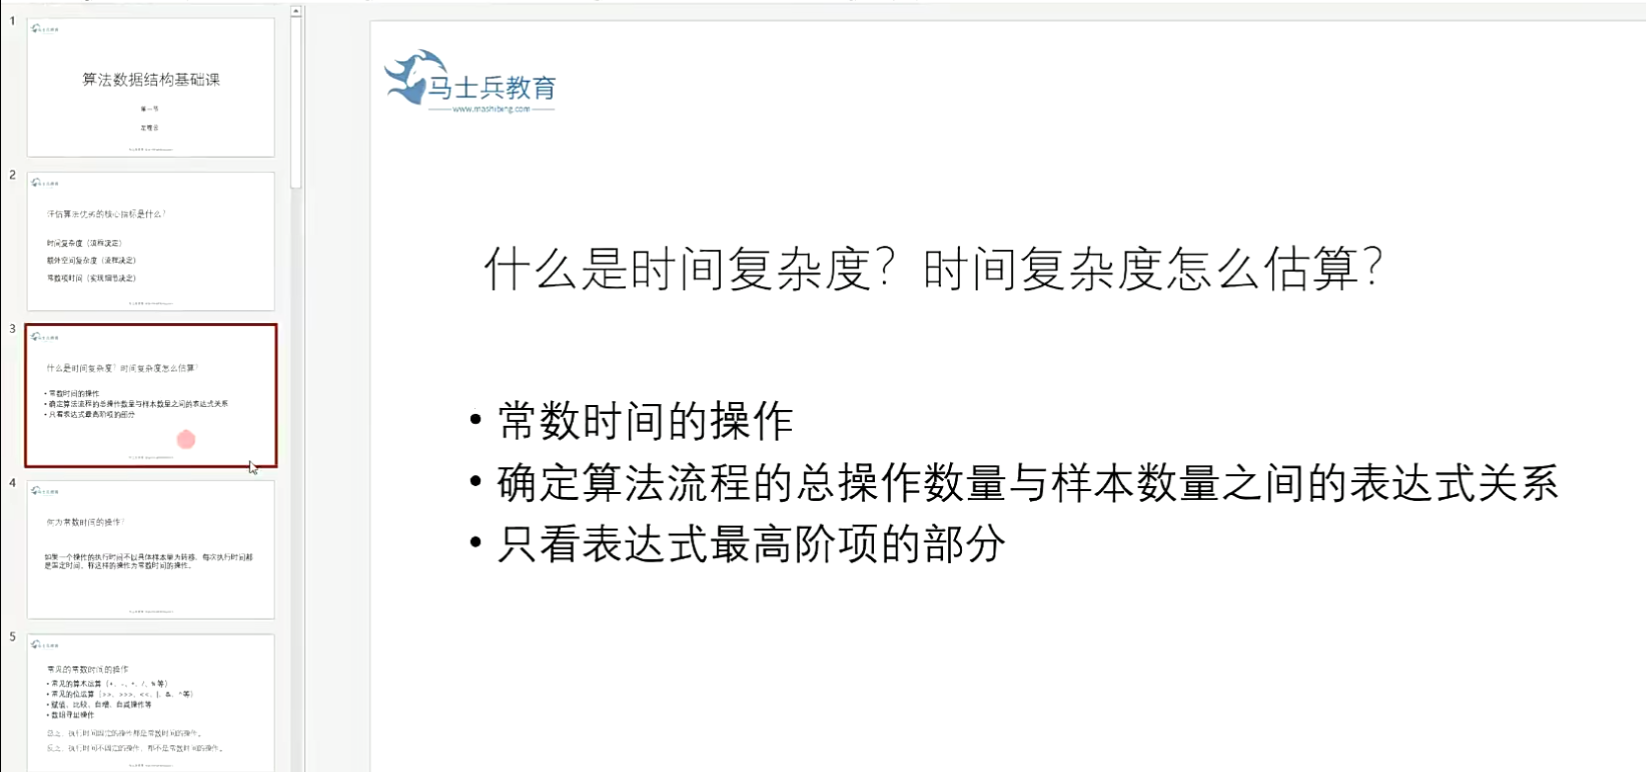 1
算法数据结构基础课
第一节
左程云
2
评估算法优劣的核心指标是什么？
时间复杂度（流程决定）
额外空间复杂度（流程决定）
常数项时间（实现细节决定）
3
什么是时间复杂度？时间复杂度怎么估算？
• 常数时间的操作
• 确定算法流程的总操作数量与样本数量之间的表达式关系
• 只看表达式最高阶项的部分
4
何为常数时间的操作？
如果一个操作的执行时间不以具体样本量为转移，每次执行时间都
是固定时间。称这样的操作为常数时间的操作。
5
常见的常数时间的操作
• 常见的算术运算（+、-、*、/、% 等）
• 常见的位运算（>>、>>>、<<、|、&、^等）
• 赋值、比较、自增、自减操作等
• 数组寻址操作
总之，执行时间固定的操作都是常数时间的操作。
反之，执行时间不固定的操作，都不是常数时间的操作。
马士兵教育
www.mashibing.com
什么是时间复杂度？时间复杂度怎么估算？
• 常数时间的操作
• 确定算法流程的总操作数量与样本数量之间的表达式关系
• 只看表达式最高阶项的部分